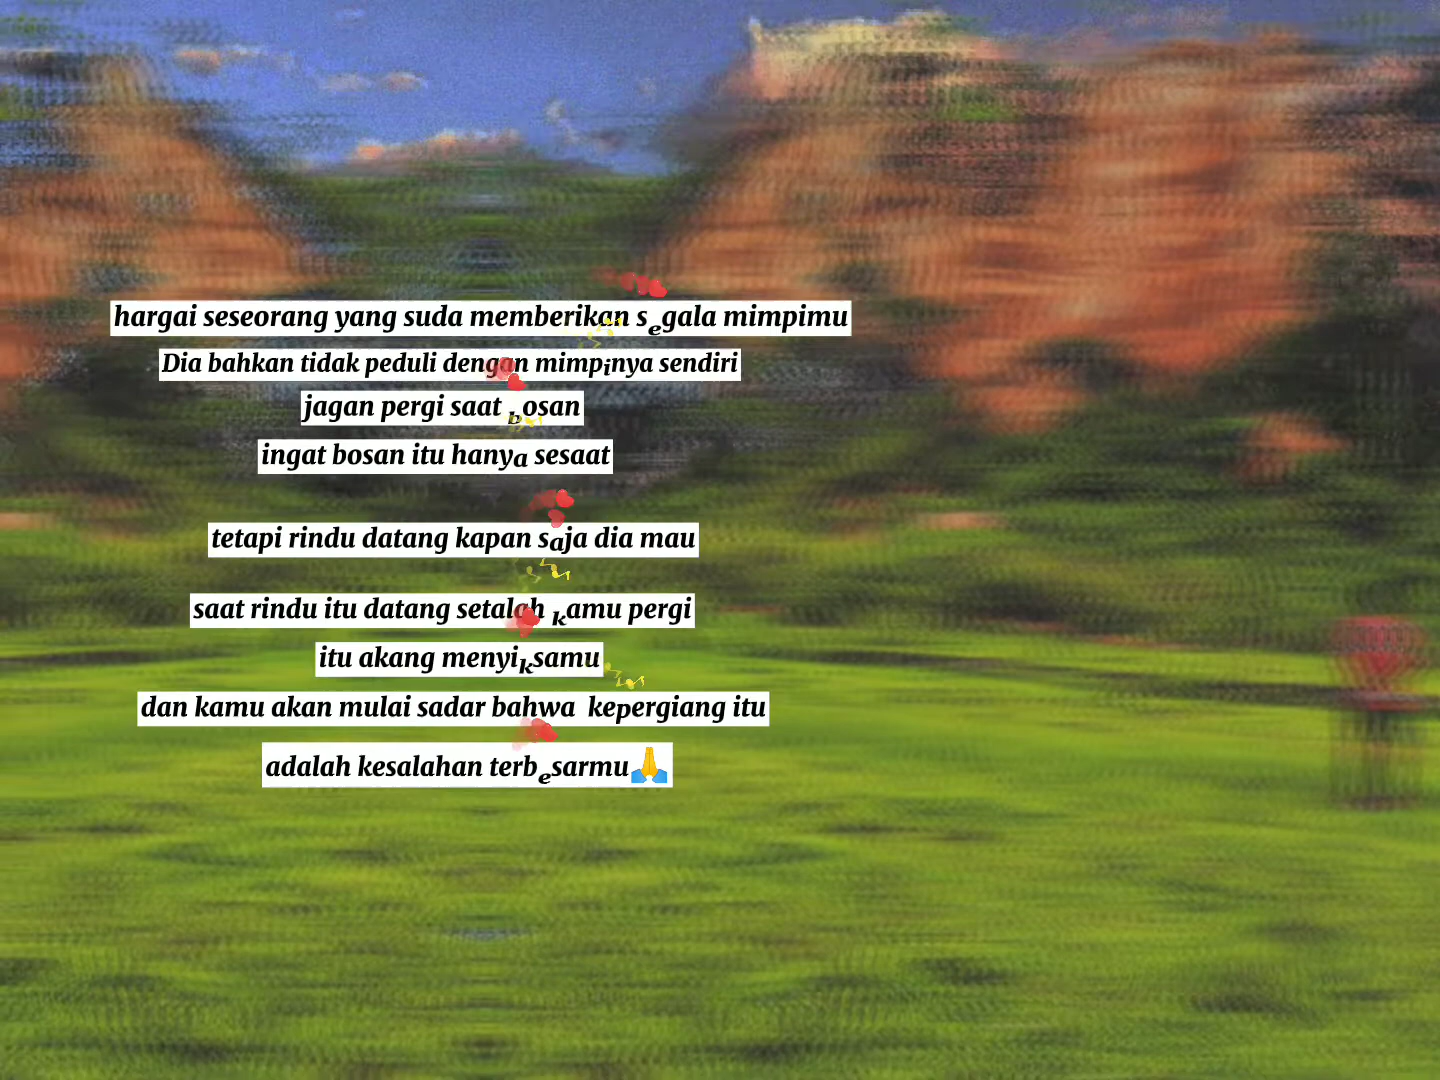 hargai seseorang yang suda memberikan segala mimpimu
Dia bahkan tidak peduli dengan mimpinya sendiri
jagan pergi saat bosan
ingat bosan itu hanya sesaat
tetapi rindu datang kapan saja dia mau
saat rindu itu datang setalah kamu pergi
itu akang menyiksamu
dan kamu akan mulai sadar bahwa kepergiang itu
adalah kesalahan terbesarmu🙏